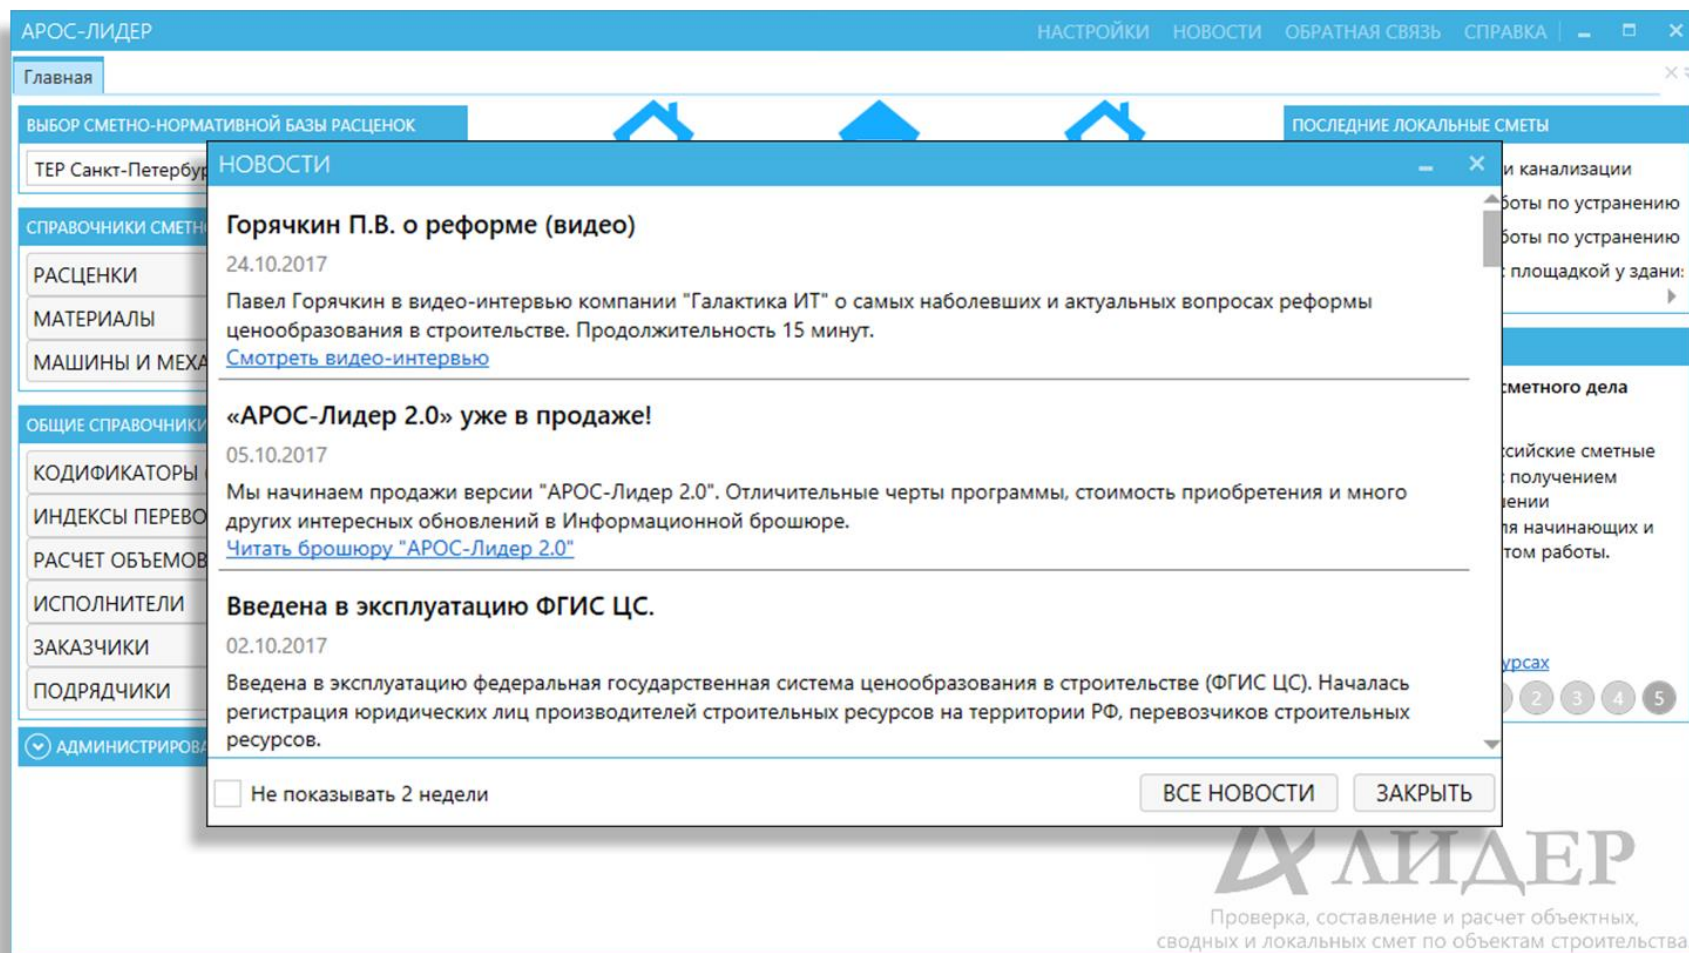 АРОС-ЛИДЕР
НАСТРОЙКИ НОВОСТИ ОБРАТНАЯ СВЯЗЬ СПРАВКА
Главная
ВЫБОР СМЕТНО-НОРМАТИВНОЙ БАЗЫ РАСЦЕНОК
ТЕР Санкт-Петербур
СПРАВОЧНИКИ
РАСЦЕНКИ
МАТЕРИАЛЫ
МАШИНЫ И
ОБЩИЕ СПРАВОЧНИКИ
КОДИФИКАТОРЫ
ИНДЕКСЫ
РАСЧЕТ ОБЪЕМОВ
ИСПОЛНИТЕЛИ
ЗАКАЗЧИКИ
ПОДРЯДЧИКИ
НОВОСТИ
Горячкин П.В. о реформе (видео)
24.10.2017
Павел Горячкин в видео-интервью компании "Галактика ИТ" о самых наболевших и актуальных вопросах реформы
ценообразования в строительстве. Продолжительность 15 минут.
Смотреть видео-интервью
«АРОС-Лидер 2.0» уже в продаже!
05.10.2017
Мы начинаем продажи версии "АРОС-Лидер 2.0". Отличительные черты программы, стоимость приобретения и много
других интересных обновлений в Информационной брошюре.
Читать брошюру "АРОС-Лидер 2.0"
Введена в эксплуатацию ФГИС ЦС.
02.10.2017
Введена в эксплуатацию федеральная государственная система ценообразования в строительстве (ФГИС ЦС). Началась
регистрация юридических лиц производителей строительных ресурсов на территории РФ, перевозчиков строительных
ресурсов.
Не показывать 2 недели
ВСЕ НОВОСТИ ЗАКРЫТЬ
ПОСЛЕДНИЕ ЛОКАЛЬНЫЕ СМЕТЫ
и канализации
по устранению
по устранению
площадкой у
сметного дела
сметные
получением
начинающих и
работы.
2 3 4 5
ЛИДЕР
Проверка, составление и расчет объектных,
сводных и локальных смет по объектам строительства